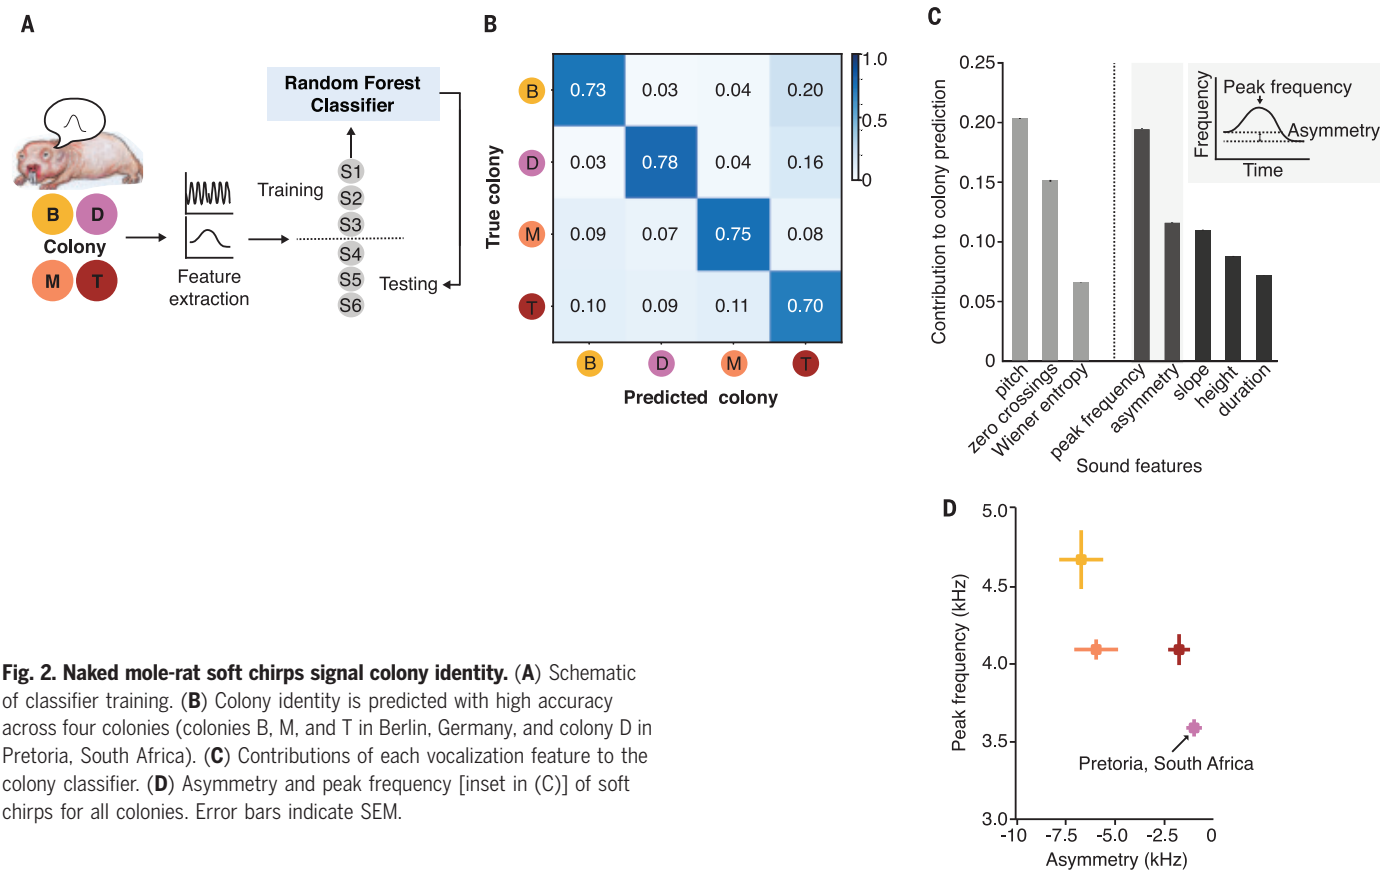 A
Random Forest
Classifier
B
D
Colony
M
T
Feature
extraction
Training
S1
S2
S3
S4
S5
S6
Testing
B
True colony
B
0.73
0.03
0.04
0.20
D
0.03
0.78
0.04
0.16
M
0.09
0.07
0.75
0.08
T
0.10
0.09
0.11
0.70
B
D
M
T
Predicted colony
1.0
0.5
0
C
Contribution to colony prediction
0.25
0.20
0.15
0.10
0.05
0
pitch
zero crossings
Wiener entropy
peak frequency
asymmetry
slope
height
duration
Sound features
Frequency
Peak frequency
Asymmetry
Time
D
Peak frequency (kHz)
5.0
4.5
4.0
3.5
3.0
Pretoria, South Africa
-10
-7.5
-5.0
-2.5
0
Asymmetry (kHz)
Fig. 2. Naked mole-rat soft chirps signal colony identity. (A) Schematic
of classifier training. (B) Colony identity is predicted with high accuracy
across four colonies (colonies B, M, and T in Berlin, Germany, and colony D in
Pretoria, South Africa). (C) Contributions of each vocalization feature to the
colony classifier. (D) Asymmetry and peak frequency [inset in (C)] of soft
chirps for all colonies. Error bars indicate SEM.